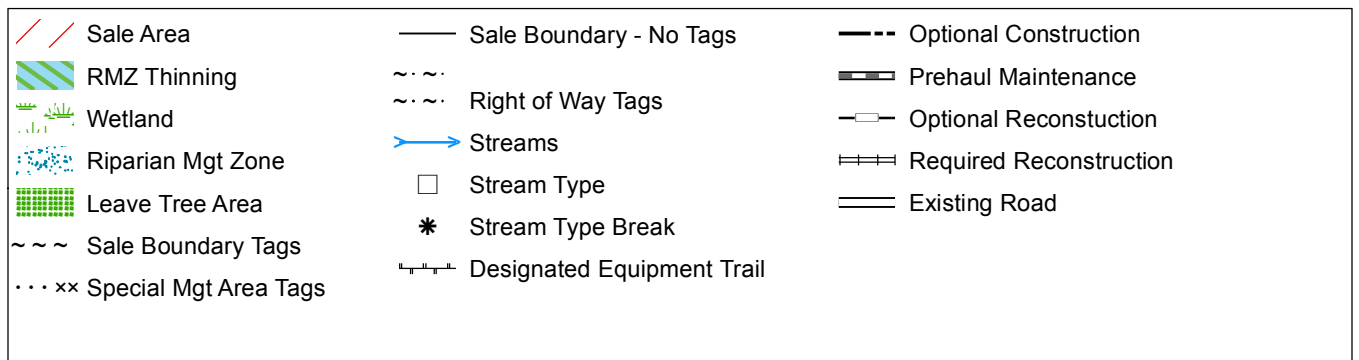 Sale Area
RMZ Thinning
Wetland
Riparian Mgt Zone
Leave Tree Area
Sale Boundary Tags
Special Mgt Area Tags
Sale Boundary - No Tags
Right of Way Tags
Streams
Stream Type
Stream Type Break
Designated Equipment Trail
Optional Construction
Prehaul Maintenance
Optional Reconstuction
Required Reconstruction
Existing Road